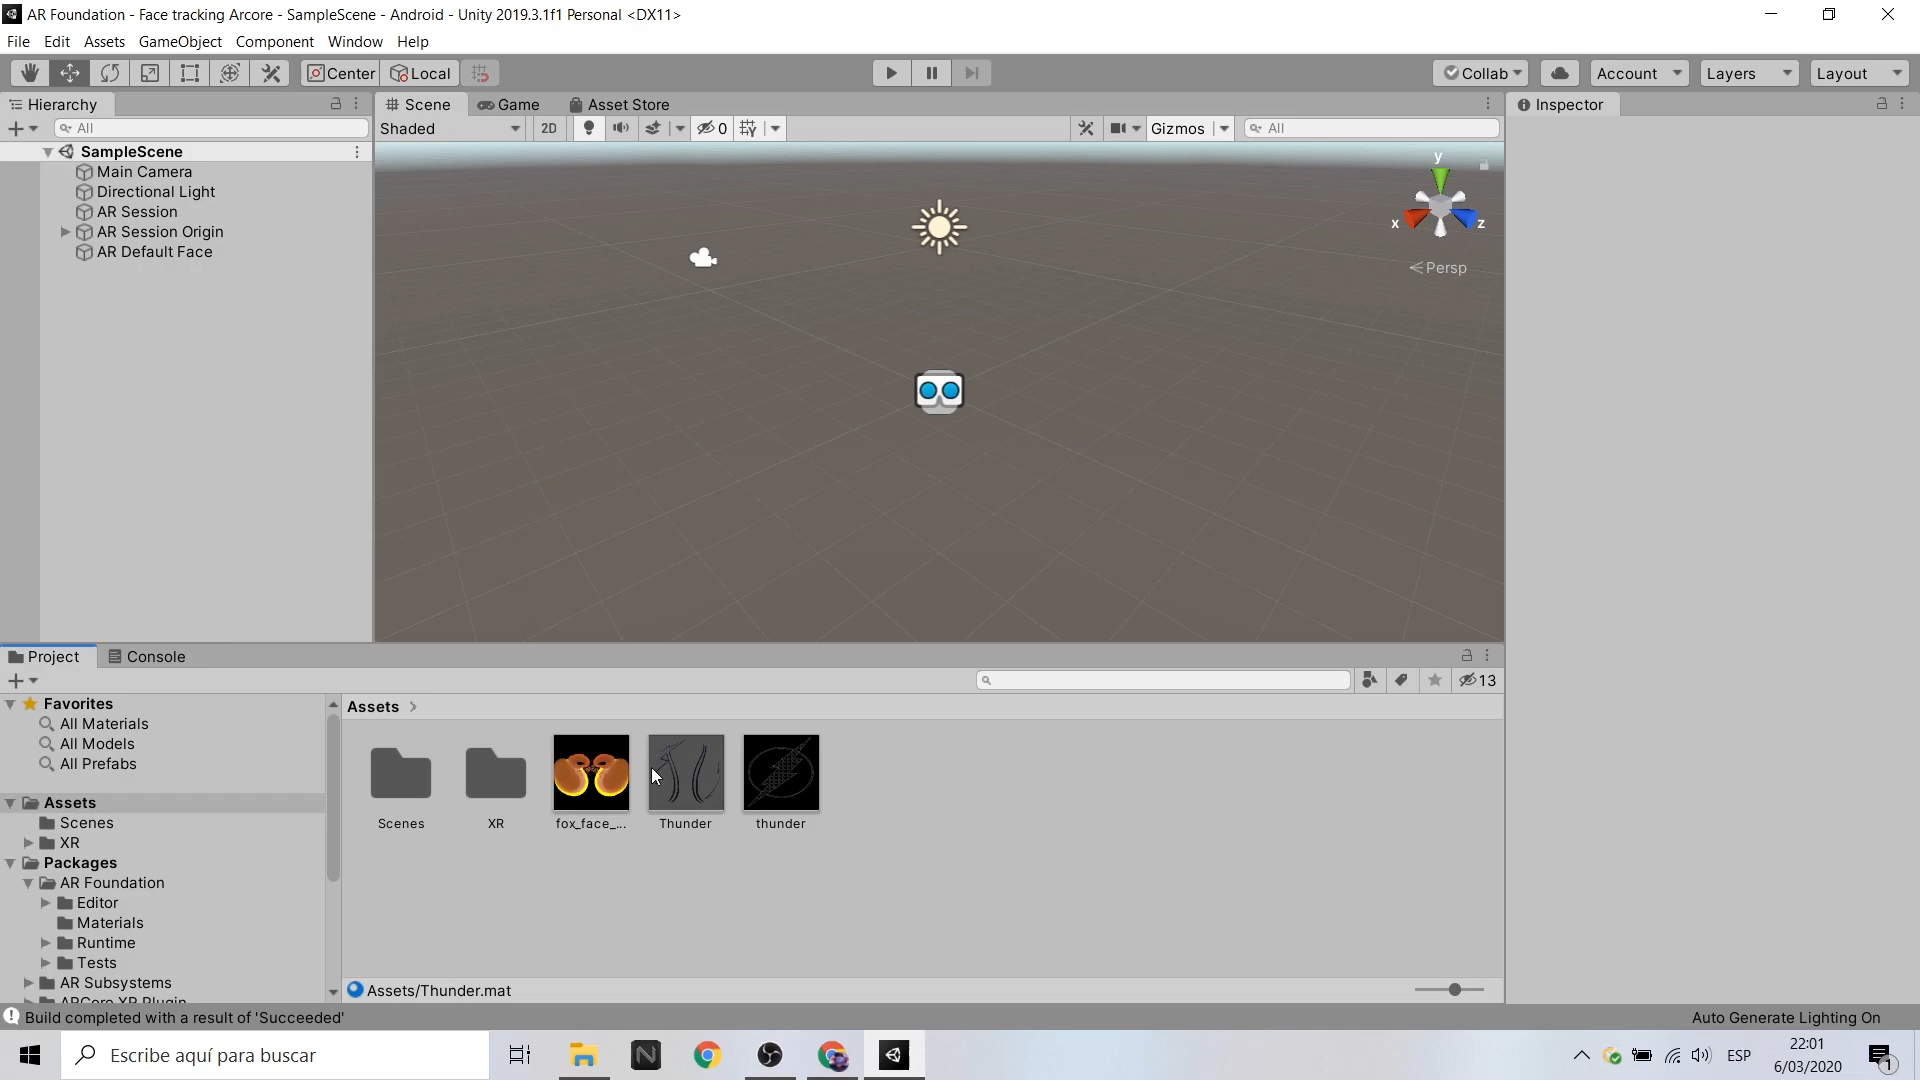 AR Foundation - Face tracking Arcore - SampleScene - Android - Unity 2019.3.1f1 Personal <DX11>
File Edit Assets GameObject Component Window Help
Center Local Collab Account Layers Layout
Hierarchy
All
SampleScene
Main Camera
Directional Light
AR Session
AR Session Origin
AR Default Face
Scene Game Asset Store
Shaded 2D 0 Gizmos All
y
x z
Persp
Inspector
Project Console
13
Favorites
All Materials
All Models
All Prefabs
Assets
Scenes
XR
Packages
AR Foundation
Editor
Materials
Runtime
Tests
AR Subsystems
ARCore XR Plugin
Assets
Scenes XR fox_face_... Thunder thunder
Assets/Thunder.mat
Build completed with a result of 'Succeeded' Auto Generate Lighting On
Escribe aquí para buscar
ESP
22:01
6/03/2020
1